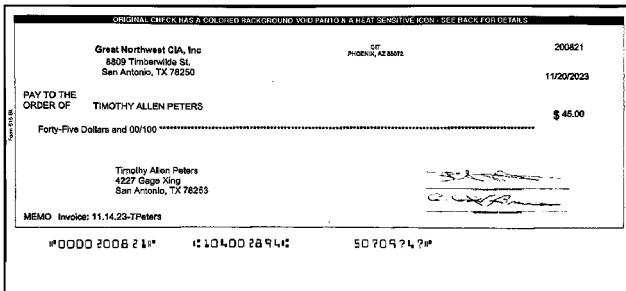 ORIGINAL CHECK HAS A COLORED BACKGROUND VOID PANTO & A HEAT SENSITIVE ICON - SEE BACK FOR DETAILS
Great Northwest CIA, Inc
8809 Timberwilde St.
San Antonio, TX 78250
CIT
PHOENIX, AZ 85072
200821
11/20/2023
PAY TO THE
ORDER OF TIMOTHY ALLEN PETERS
$ 45.00
Forty-Five Dollars and 00/100
Timothy Allen Peters
4227 Gage Xing
San Antonio, TX 78253
MEMO Invoice: 11.14.23-TPeters
⑈0000200821⑈ ⑆104002894⑆ 50709747⑈